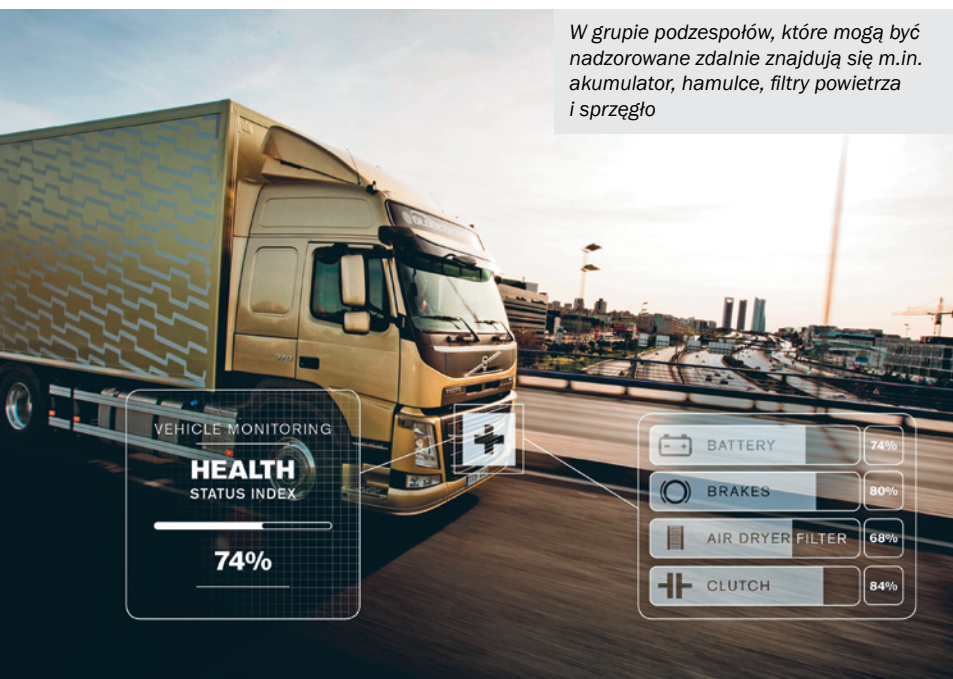 W grupie podzespołów, które mogą być
nadzorowane zdalnie znajdują się m.in.
akumulator, hamulce, filtry powietrza
i sprzęgło
VEHICLE MONITORING
HEALTH
STATUS INDEX
74%
BATTERY 74%
BRAKES 80%
AIR DRYER FILTER 68%
CLUTCH 84%